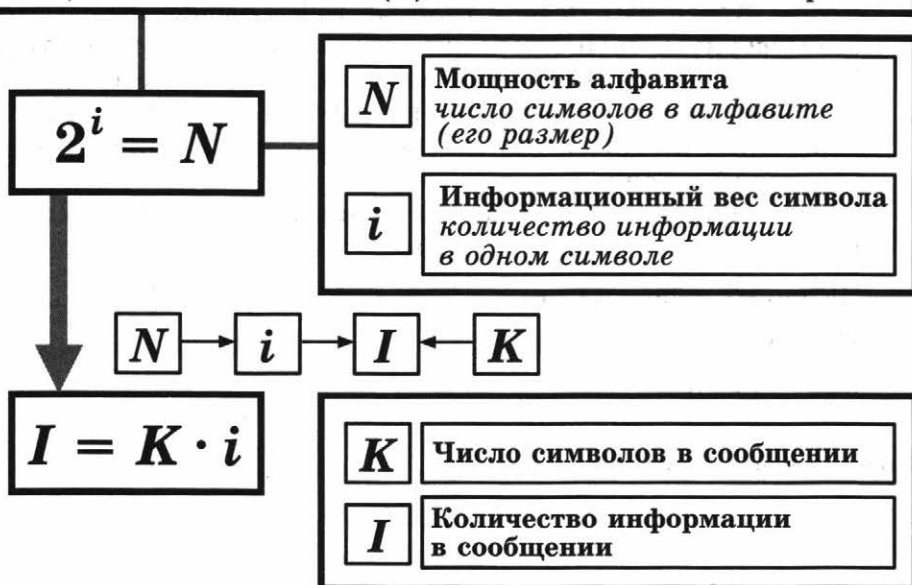 2^i = N
N
Мощность алфавита
число символов в алфавите
(его размер)
i
Информационный вес символа
количество информации
в одном символе
N i I K
I = K · i
K
Число символов в сообщении
I
Количество информации
в сообщении